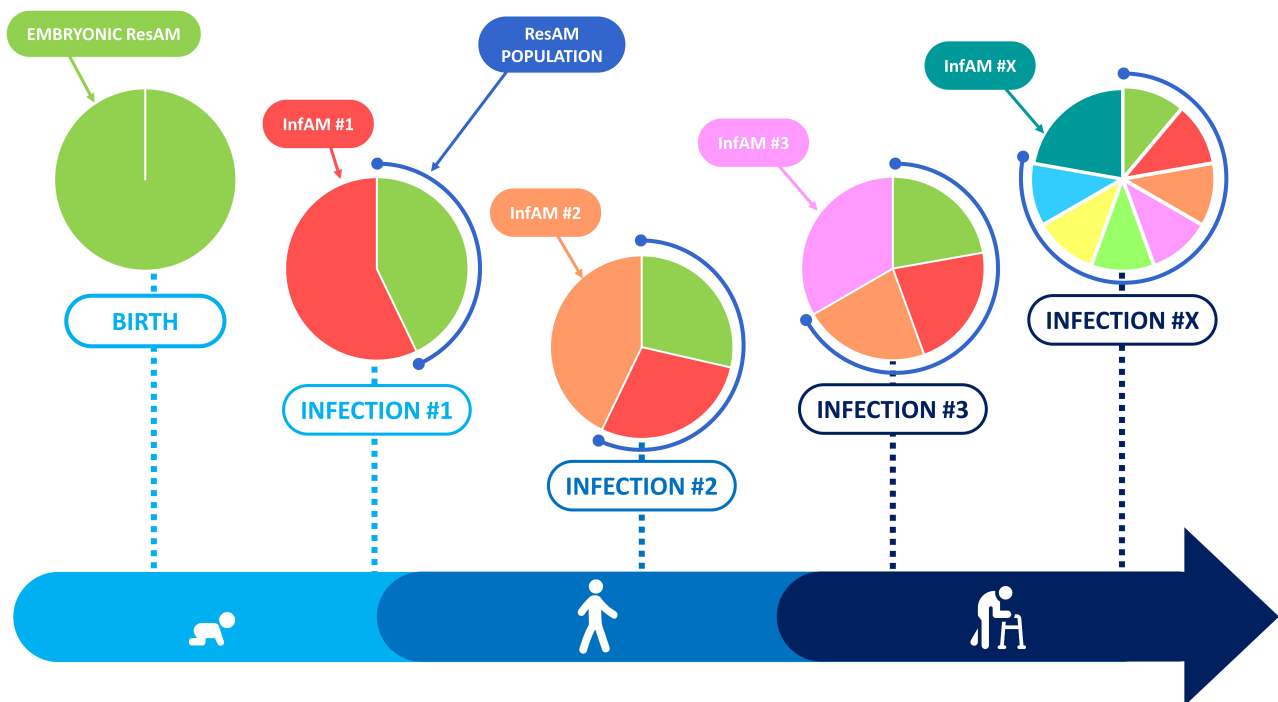 EMBRYONIC ResAM
ResAM
POPULATION
InfAM #X
InfAM #1
InfAM #3
InfAM #2
BIRTH
INFECTION #X
INFECTION #1
INFECTION #3
INFECTION #2